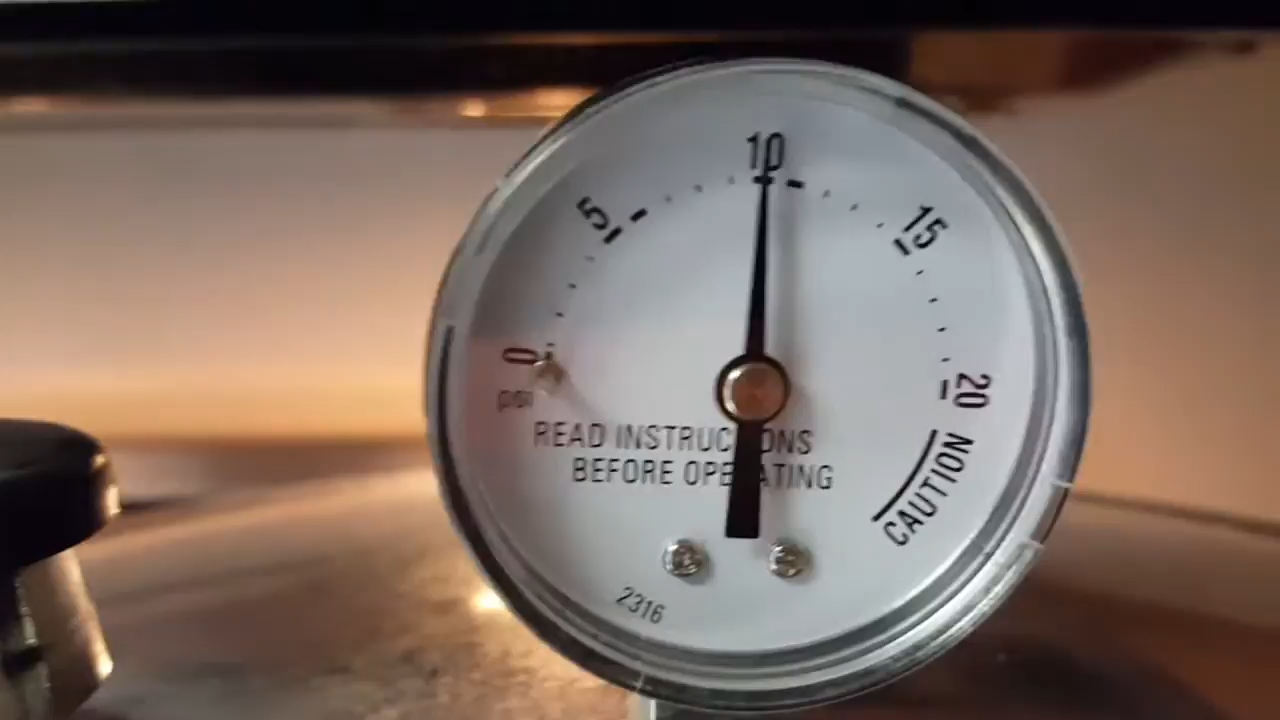 10
5
15
0
20
psi
READ INSTRUCTIONS
BEFORE OPERATING
CAUTION
2316